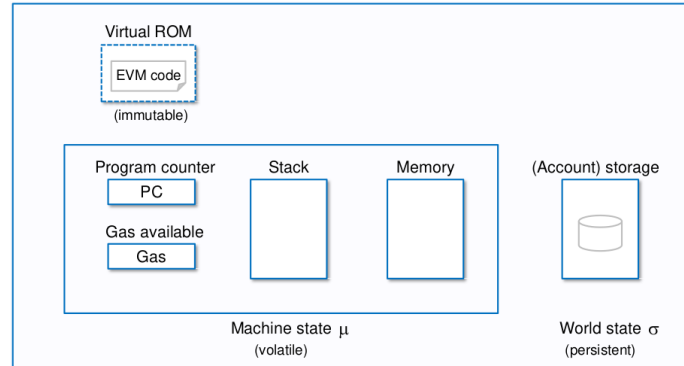 Virtual ROM
EVM code
(immutable)
Program counter
PC
Gas available
Gas
Stack
Memory
Machine state μ
(volatile)
(Account) storage
World state σ
(persistent)